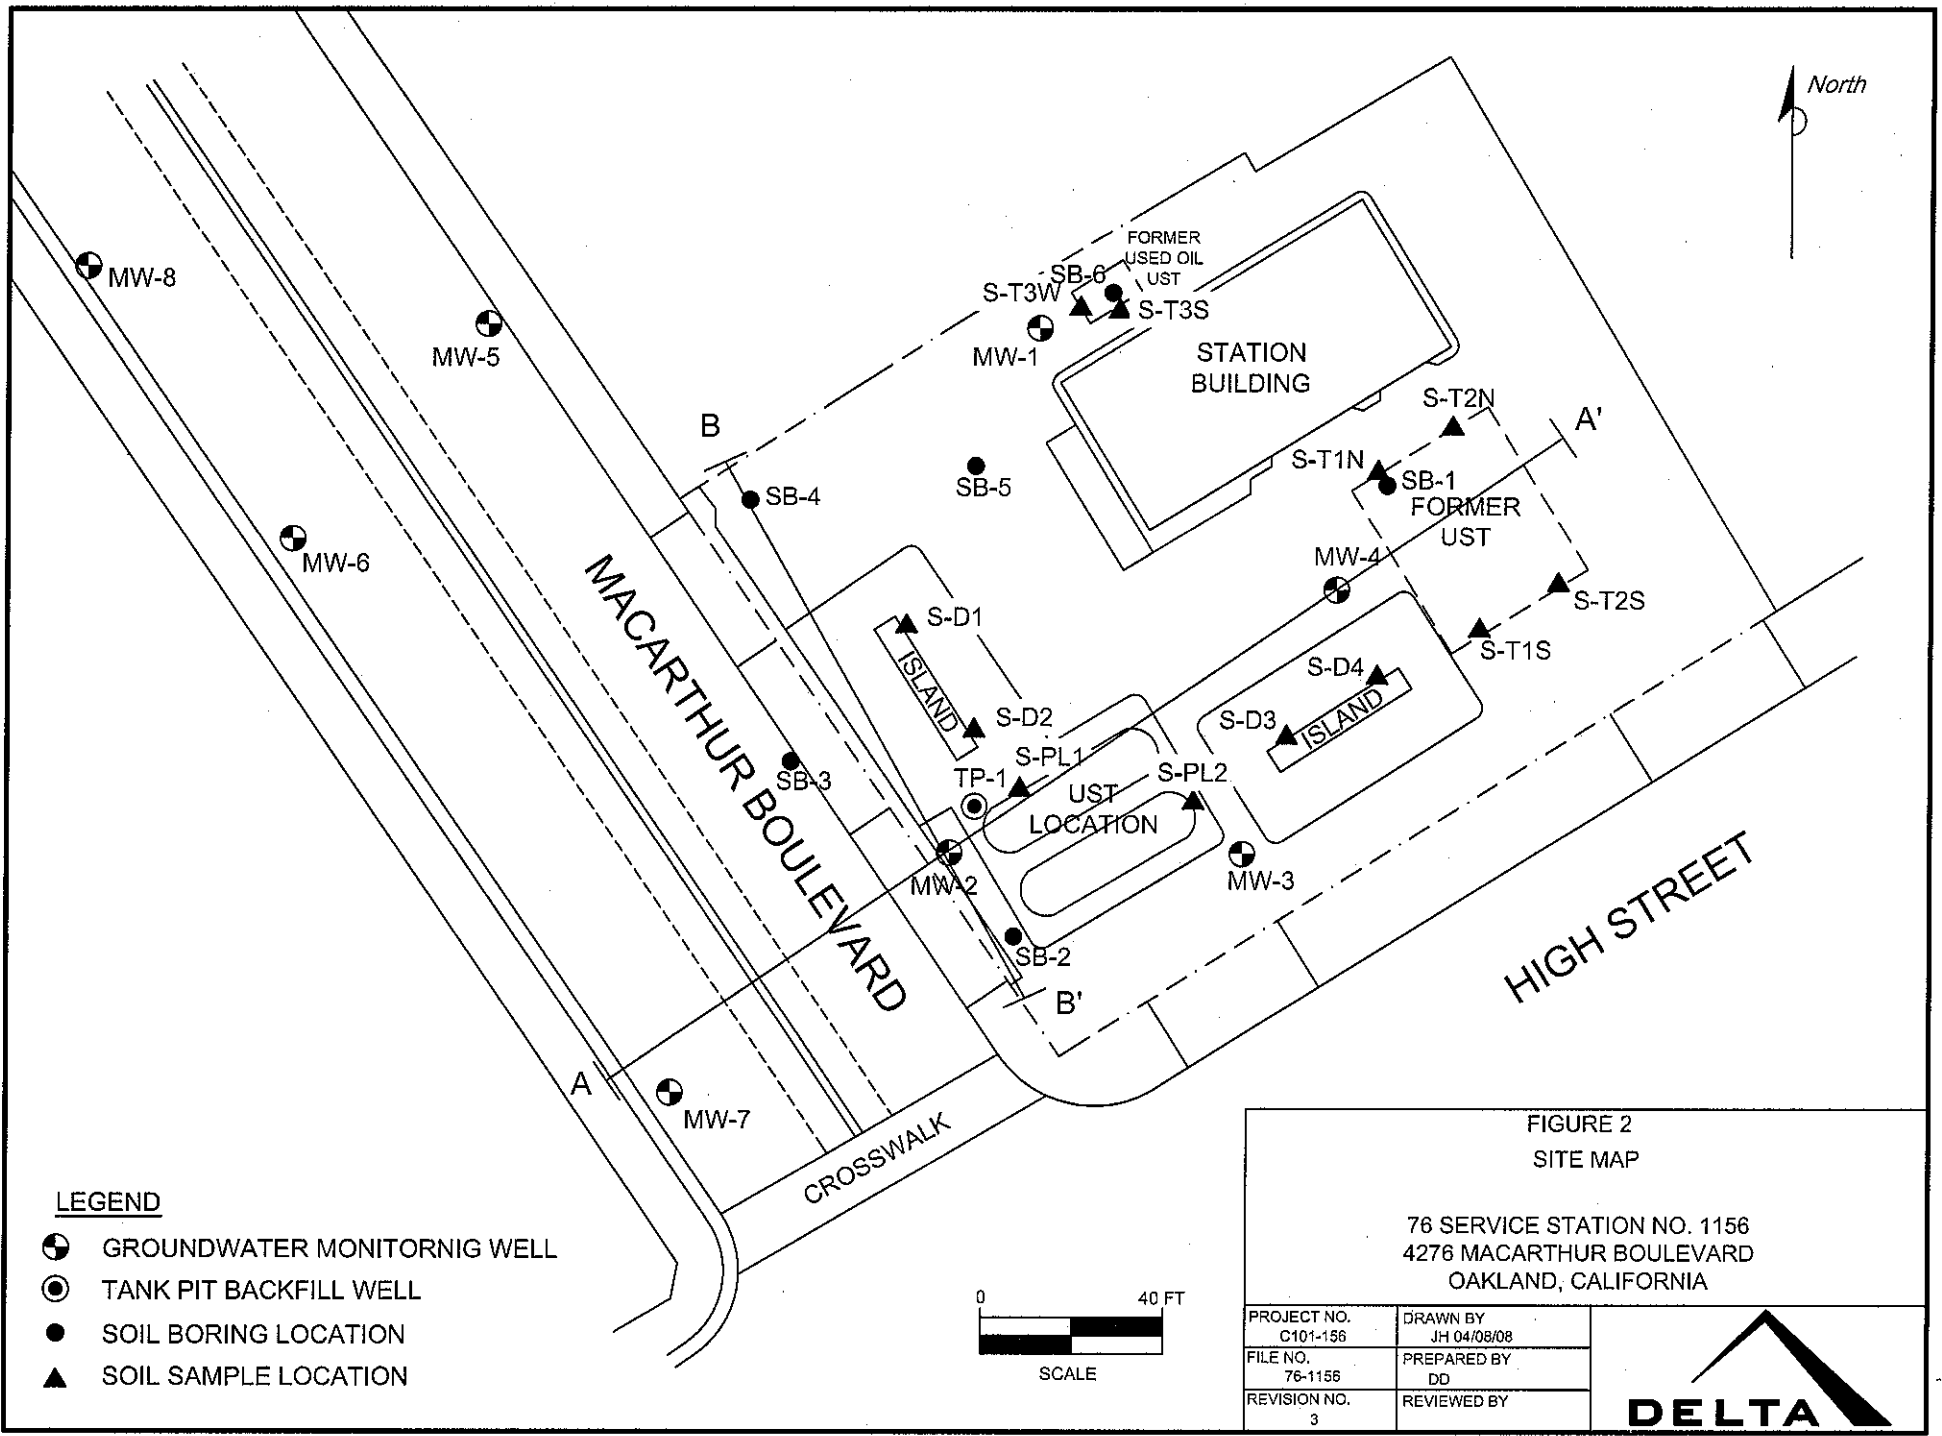 North
FORMER
USED OIL
UST
SB-6
S-T3W
S-T3S
MW-8
MW-5
MW-1
STATION
BUILDING
S-T2N
A'
B
S-T1N
SB-1
SB-5
SB-4
FORMER
UST
MW-6
MW-4
S-T2S
S-D1
S-T1S
ISLAND
S-D4
S-D2
S-D3
ISLAND
MACARTHUR BOULEVARD
S-PL1
SB-3
TP-1
S-PL2
UST
LOCATION
MW-2
MW-3
HIGH STREET
SB-2
B'
A
MW-7
CROSSWALK
LEGEND
GROUNDWATER MONITORNIG WELL
TANK PIT BACKFILL WELL
SOIL BORING LOCATION
SOIL SAMPLE LOCATION
0 40 FT
SCALE
FIGURE 2
SITE MAP
76 SERVICE STATION NO. 1156
4276 MACARTHUR BOULEVARD
OAKLAND, CALIFORNIA
PROJECT NO.
C101-156
DRAWN BY
JH 04/08/08
FILE NO.
76-1156
PREPARED BY
DD
REVISION NO.
3
REVIEWED BY
DELTA